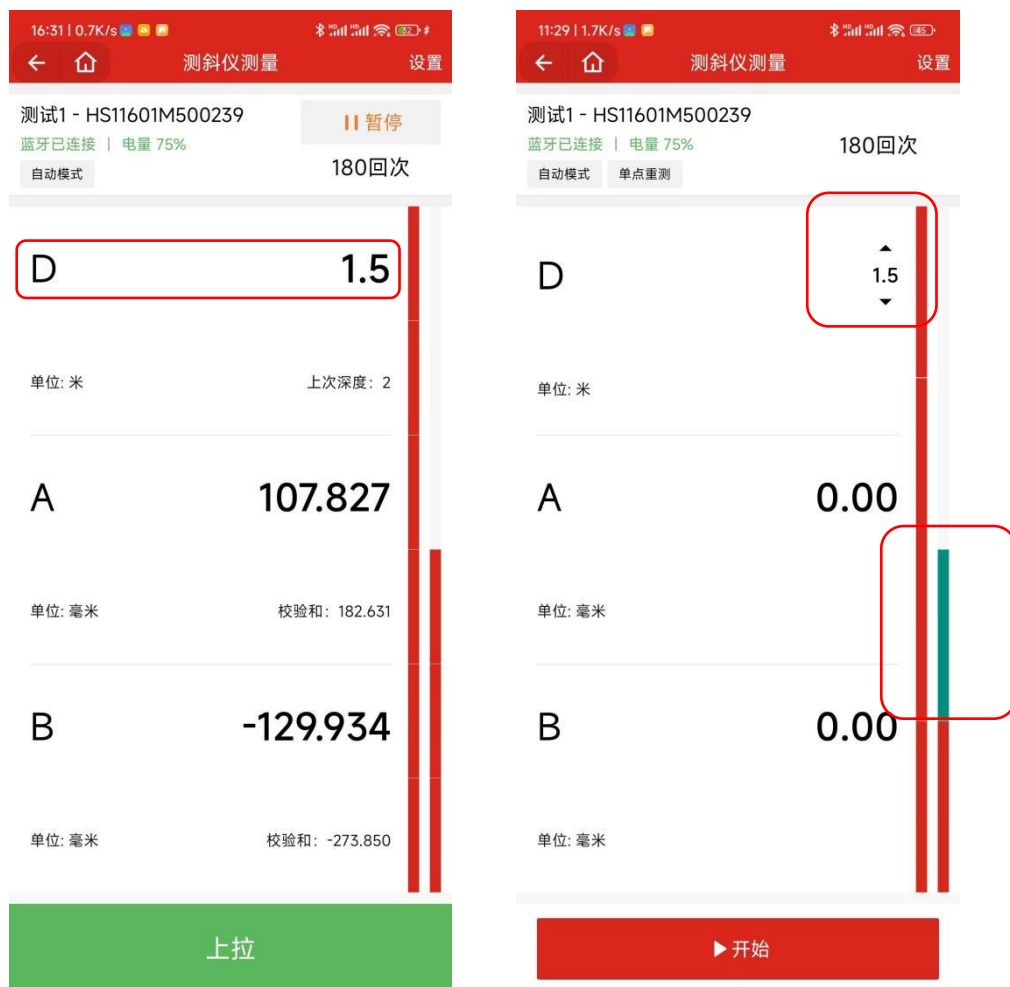 16:31 | 0.7K/s
32
测斜仪测量
设置
测试1 - HS11601M500239
暂停
蓝牙已连接 | 电量 75%
自动模式
180回次
D
1.5
单位: 米
上次深度: 2
A
107.827
单位: 毫米
校验和: 182.631
B
-129.934
单位: 毫米
校验和: -273.850
上拉
11:29 | 1.7K/s
45
测斜仪测量
设置
测试1 - HS11601M500239
蓝牙已连接 | 电量 75%
180回次
自动模式
单点重测
D
1.5
单位: 米
A
0.00
单位: 毫米
B
0.00
单位: 毫米
开始